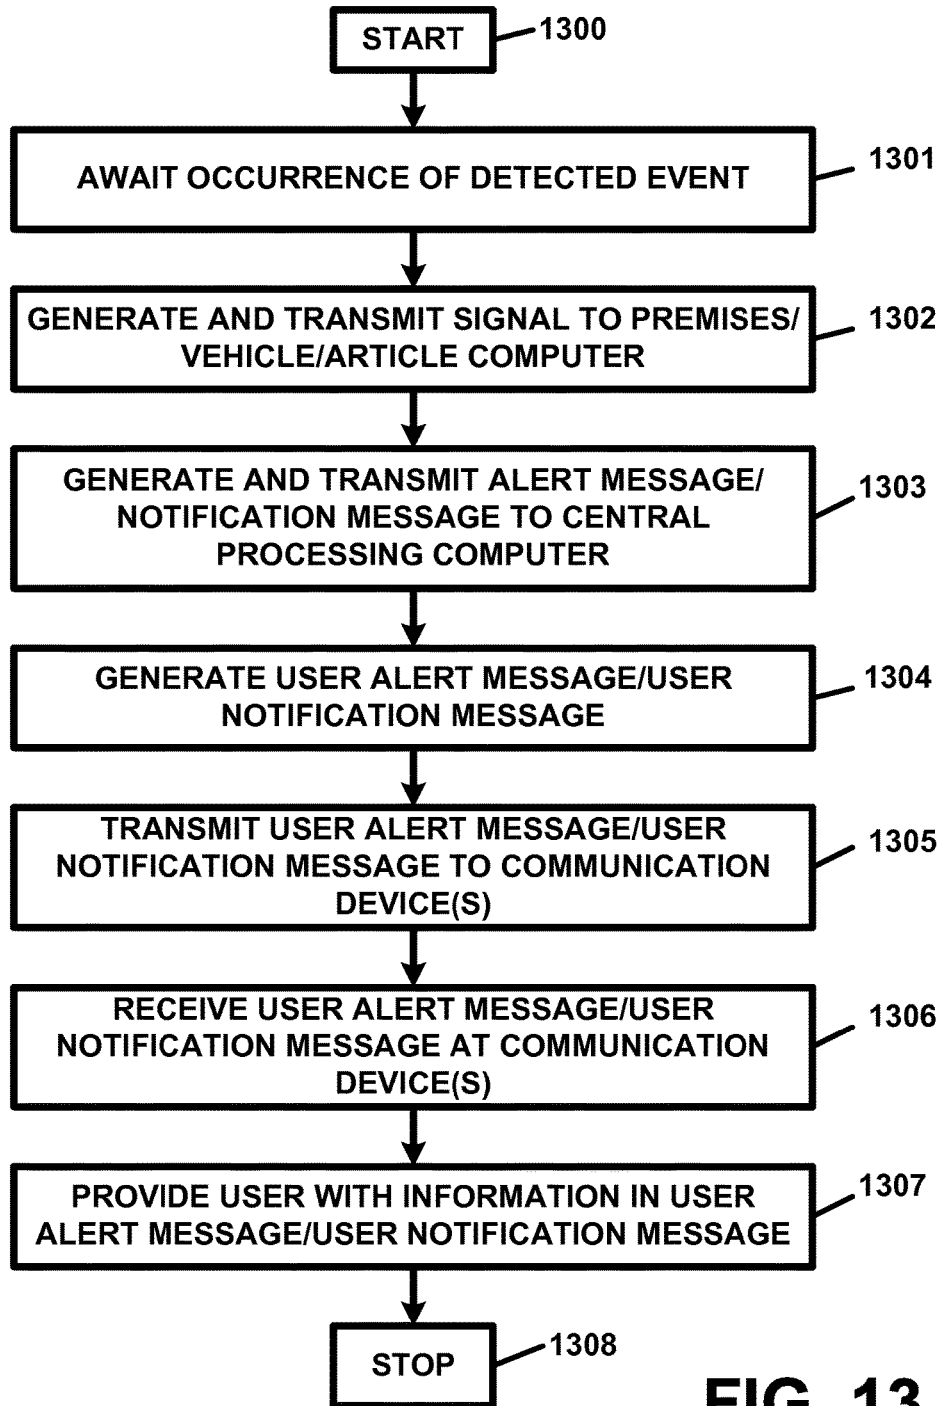 START
1300
AWAIT OCCURRENCE OF DETECTED EVENT
1301
GENERATE AND TRANSMIT SIGNAL TO PREMISES/
VEHICLE/ARTICLE COMPUTER
1302
GENERATE AND TRANSMIT ALERT MESSAGE/
NOTIFICATION MESSAGE TO CENTRAL
PROCESSING COMPUTER
1303
GENERATE USER ALERT MESSAGE/USER
NOTIFICATION MESSAGE
1304
TRANSMIT USER ALERT MESSAGE/USER
NOTIFICATION MESSAGE TO COMMUNICATION
DEVICE(S)
1305
RECEIVE USER ALERT MESSAGE/USER
NOTIFICATION MESSAGE AT COMMUNICATION
DEVICE(S)
1306
PROVIDE USER WITH INFORMATION IN USER
ALERT MESSAGE/USER NOTIFICATION MESSAGE
1307
STOP
1308
FIG. 13